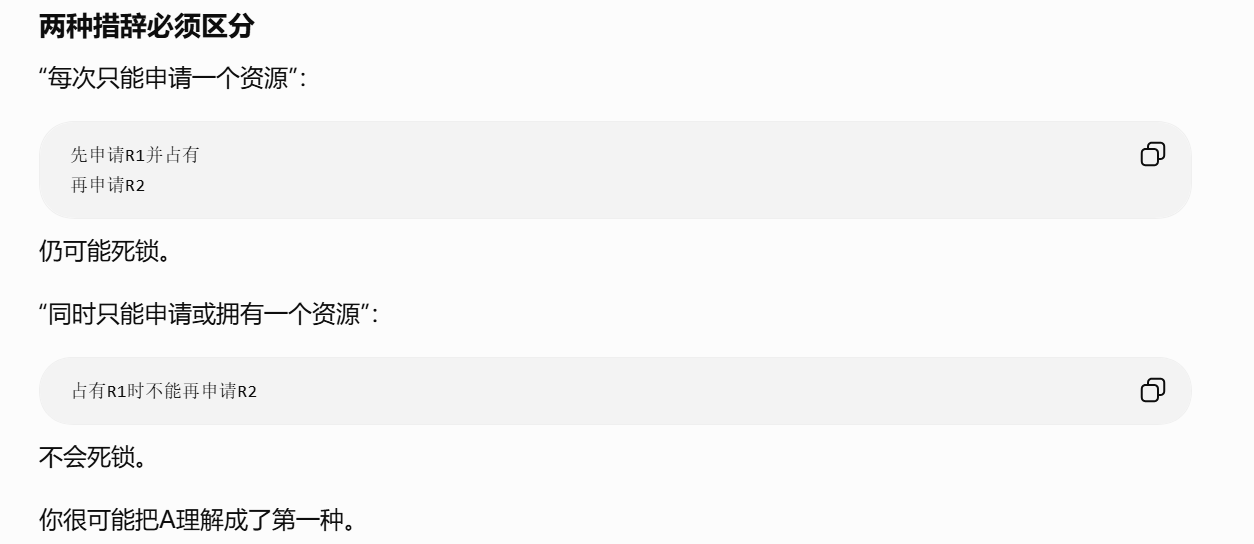 两种措辞必须区分
“每次只能申请一个资源”：
先申请R1并占有
再申请R2
仍可能死锁。
“同时只能申请或拥有一个资源”：
占有R1时不能再申请R2
不会死锁。
你很可能把A理解成了第一种。